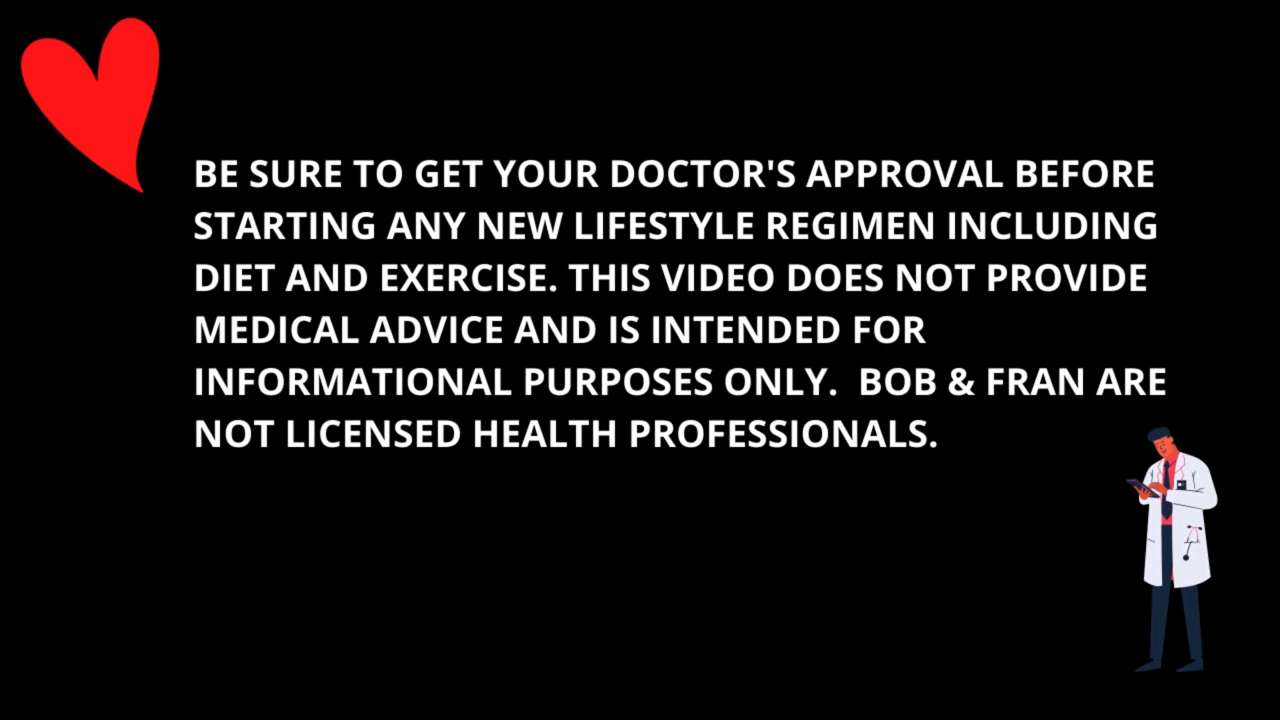 BE SURE TO GET YOUR DOCTOR'S APPROVAL BEFORE
STARTING ANY NEW LIFESTYLE REGIMEN INCLUDING
DIET AND EXERCISE. THIS VIDEO DOES NOT PROVIDE
MEDICAL ADVICE AND IS INTENDED FOR
INFORMATIONAL PURPOSES ONLY.  BOB & FRAN ARE
NOT LICENSED HEALTH PROFESSIONALS.